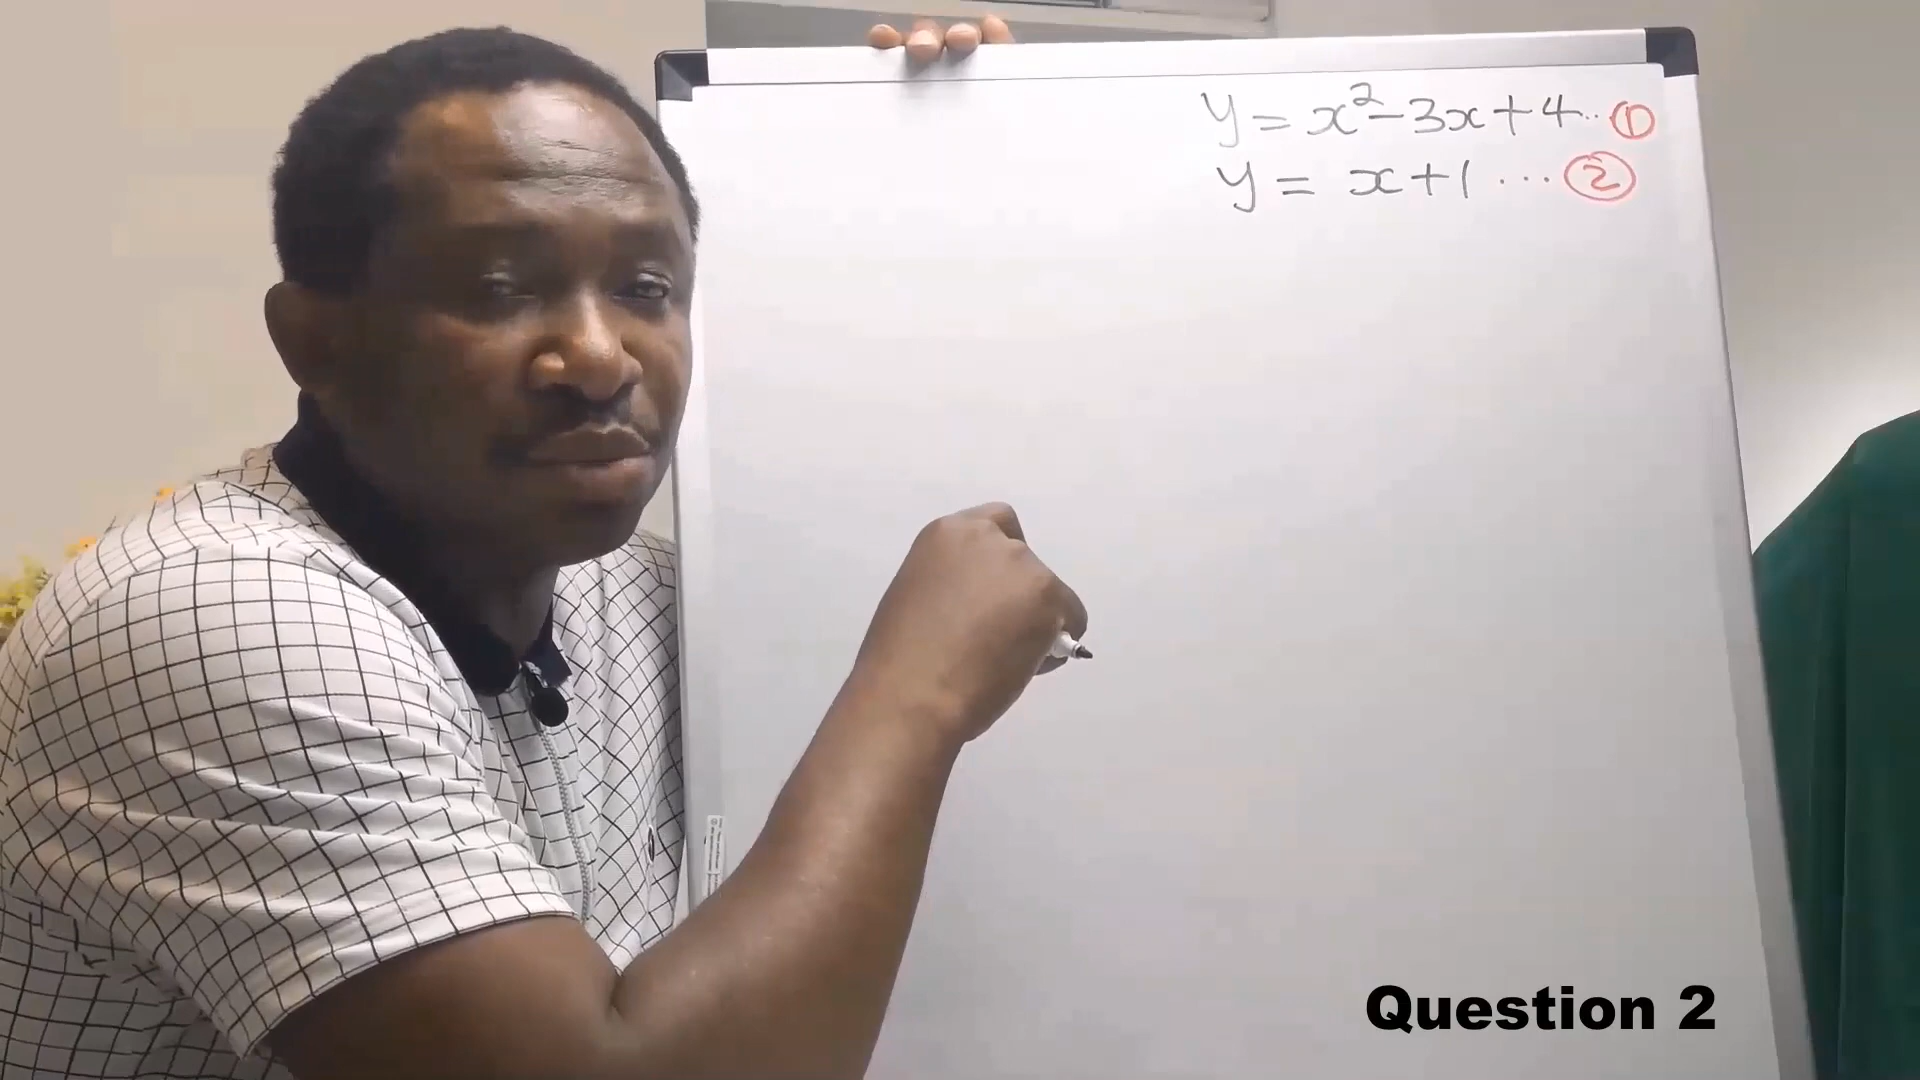 y = x² - 3x + 4 .. ①
y = x + 1 ... ②
Question 2